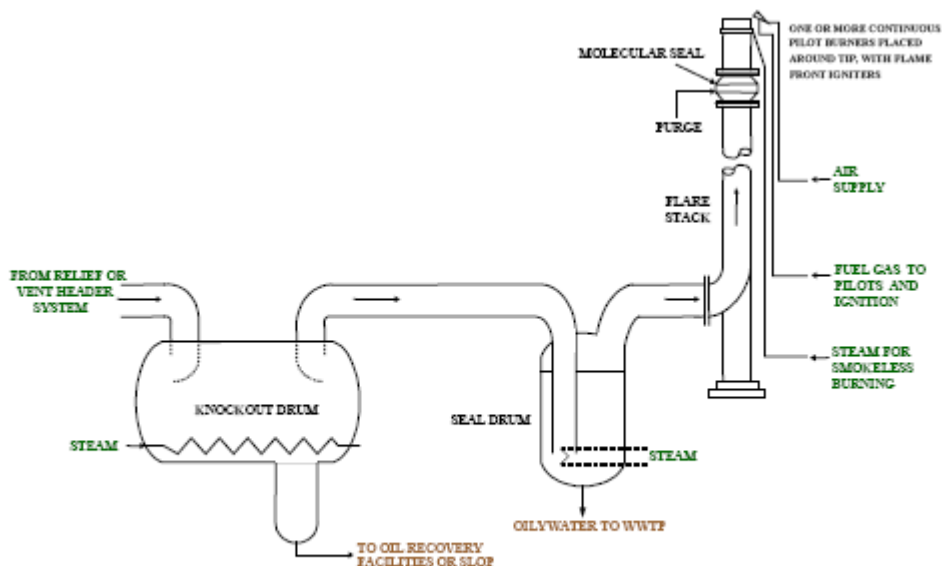 ONE OR MORE CONTINUOUS
PILOT BURNERS PLACED
AROUND TIP, WITH FLAME
FRONT IGNITERS
MOLECULAR SEAL
PURGE
AIR
SUPPLY
FLARE
STACK
FROM RELIEF OR
VENT HEADER
SYSTEM
FUEL GAS TO
PILOTS AND
IGNITION
STEAM FOR
SMOKELESS
BURNING
KNOCKOUT DRUM
SEAL DRUM
STEAM
STEAM
OILYWATER TO WWTP
TO OIL RECOVERY
FACILITIES OR SLOP